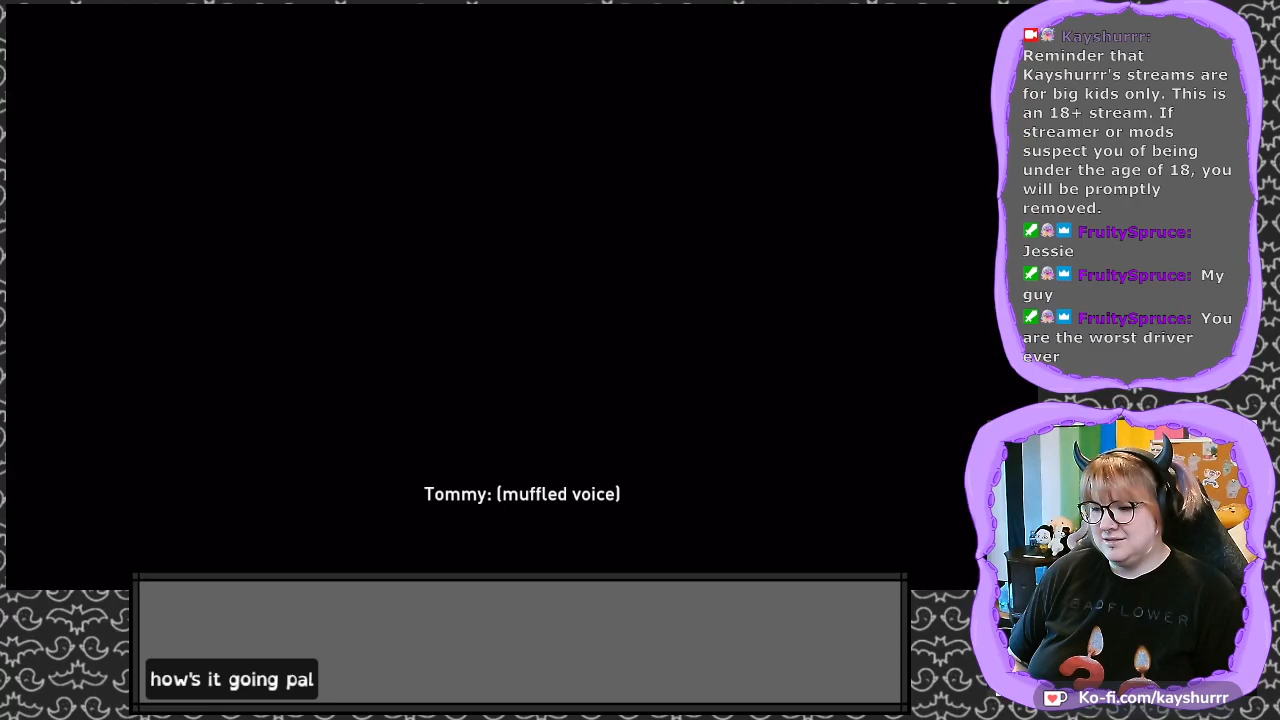 Kayshurrr:
Reminder that
Kayshurrr's streams are
for big kids only. This is
an 18+ stream. If
streamer or mods
suspect you of being
under the age of 18, you
will be promptly
removed.
FruitySpruce:
Jessie
FruitySpruce: My
guy
FruitySpruce: You
are the worst driver
ever
Tommy: (muffled voice)
how's it going pal
BADFLOWER
Ko-fi.com/kayshurrr